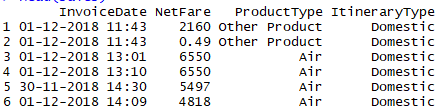 InvoiceDate NetFare ProductType ItineraryType
1 01-12-2018 11:43 2160 Other Product Domestic
2 01-12-2018 11:43 0.49 Other Product Domestic
3 01-12-2018 13:01 6550 Air Domestic
4 01-12-2018 13:10 6550 Air Domestic
5 30-11-2018 14:30 5497 Air Domestic
6 01-12-2018 14:09 4818 Air Domestic